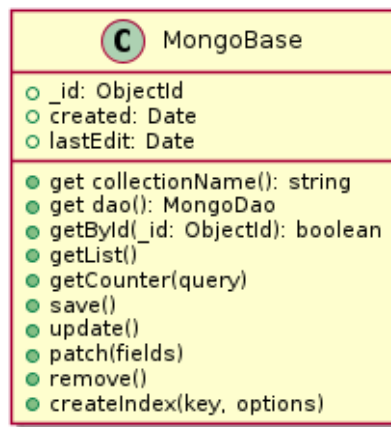 C MongoBase
_id: ObjectId
created: Date
lastEdit: Date
get collectionName(): string
get dao(): MongoDao
getById(_id: ObjectId): boolean
getList()
getCounter(query)
save()
update()
patch(fields)
remove()
createIndex(key, options)